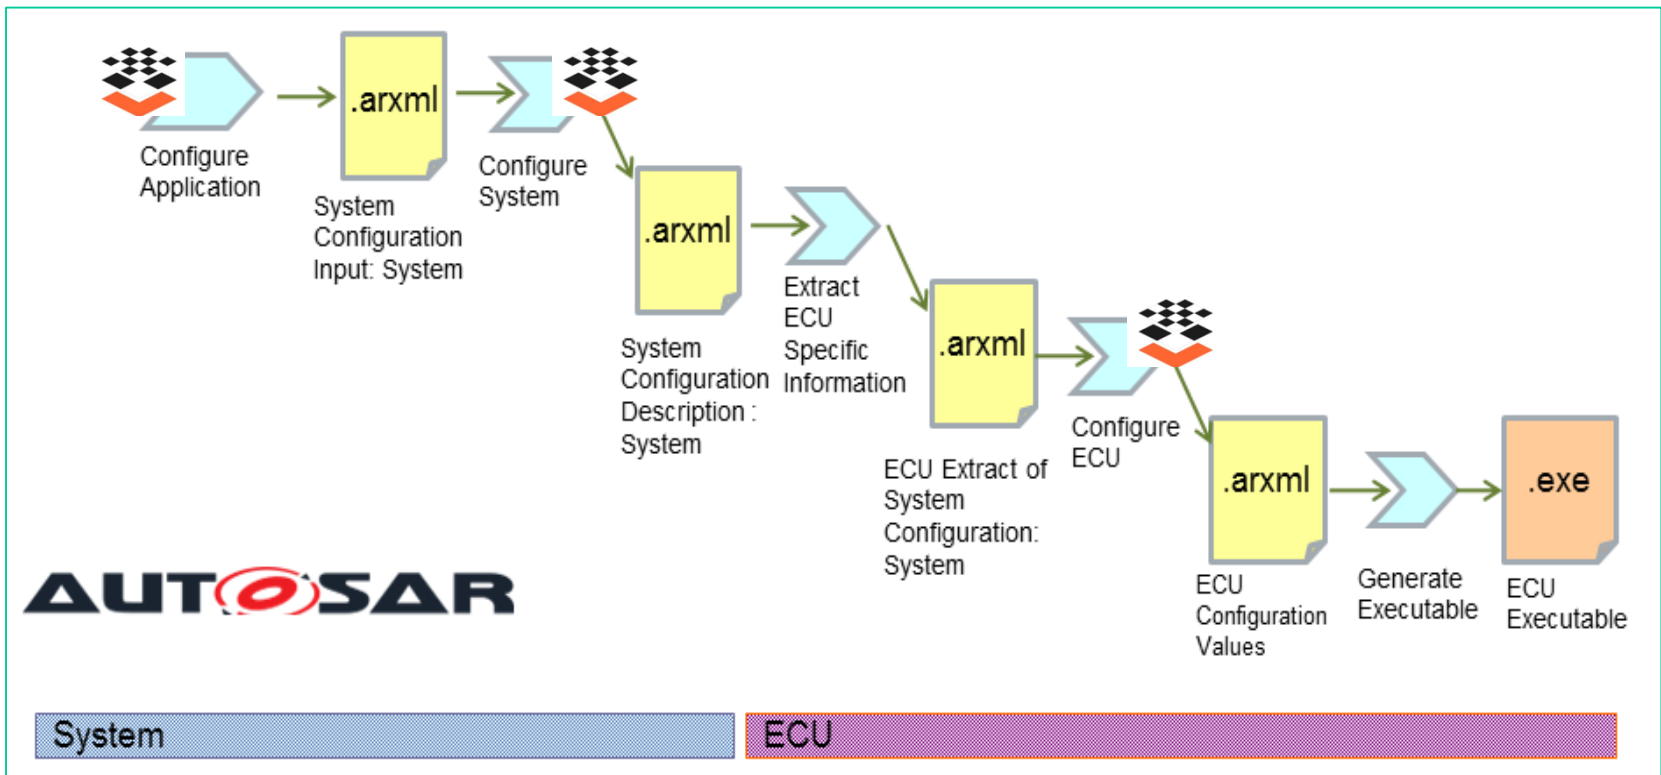 Configure
Application
.arxml
System
Configuration
Input: System
Configure
System
.arxml
System
Configuration
Description :
System
Extract
ECU
Specific
Information
.arxml
ECU Extract of
System
Configuration:
System
Configure
ECU
.arxml
ECU
Configuration
Values
Generate
Executable
.exe
ECU
Executable
AUTOSAR
System
ECU